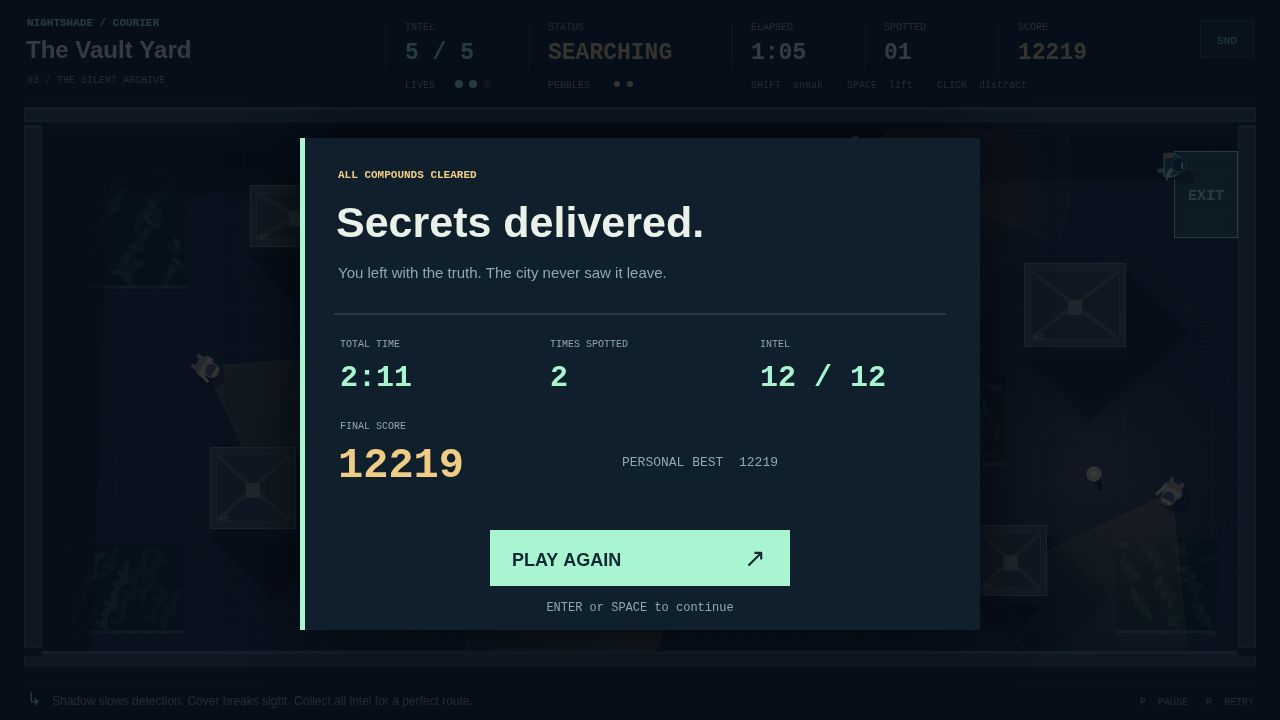 NIGHTSHADE / COURIER
The Vault Yard
03 / THE SILENT ARCHIVE
INTEL
5 / 5
STATUS
SEARCHING
ELAPSED
1:05
SPOTTED
01
SCORE
12219
SND
LIVES
PEBBLES
SHIFT sneak SPACE lift CLICK distract
EXIT
NC
NC
NC
NC
ALL COMPOUNDS CLEARED
Secrets delivered.
You left with the truth. The city never saw it leave.
TOTAL TIME
2:11
TIMES SPOTTED
2
INTEL
12 / 12
FINAL SCORE
12219
PERSONAL BEST 12219
PLAY AGAIN ↗
ENTER or SPACE to continue
↳ Shadow slows detection. Cover breaks sight. Collect all intel for a perfect route.
P PAUSE R RETRY